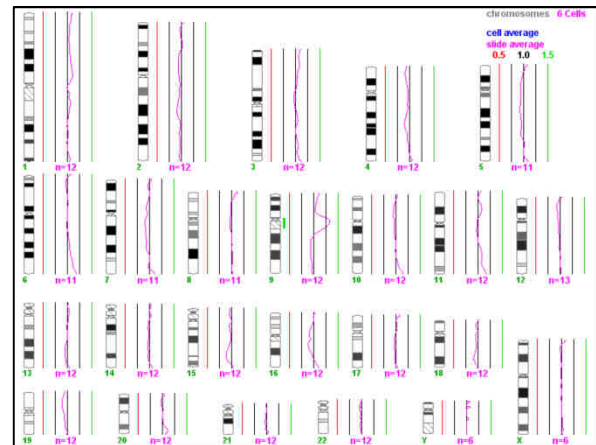 chromosomes 6 Cells
cell average
slide average
0.5 1.0 1.5
1 n=12
2 n=12
3 n=12
4 n=12
5 n=11
6 n=11
7 n=11
8 n=11
9 n=12
10 n=12
11 n=12
12 n=13
13 n=12
14 n=12
15 n=12
16 n=12
17 n=12
18 n=12
19 n=12
20 n=12
21 n=12
22 n=12
Y n=6
X n=6